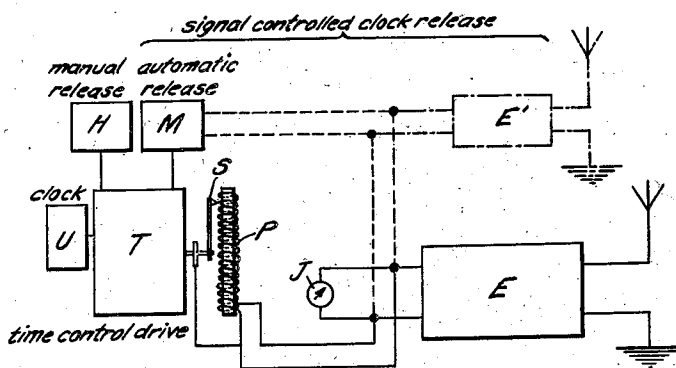 signal controlled clock release
manual automatic
release release
H M E'
S
clock
U T P
J E
time control drive